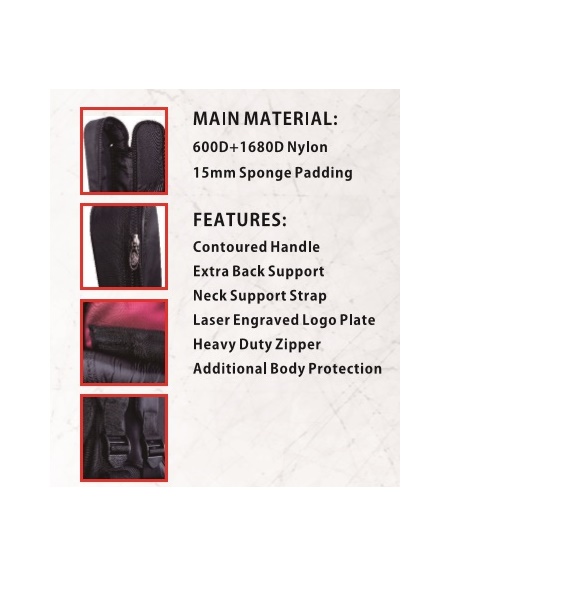 MAIN MATERIAL:
600D+1680D Nylon
15mm Sponge Padding
FEATURES:
Contoured Handle
Extra Back Support
Neck Support Strap
Laser Engraved Logo Plate
Heavy Duty Zipper
Additional Body Protection